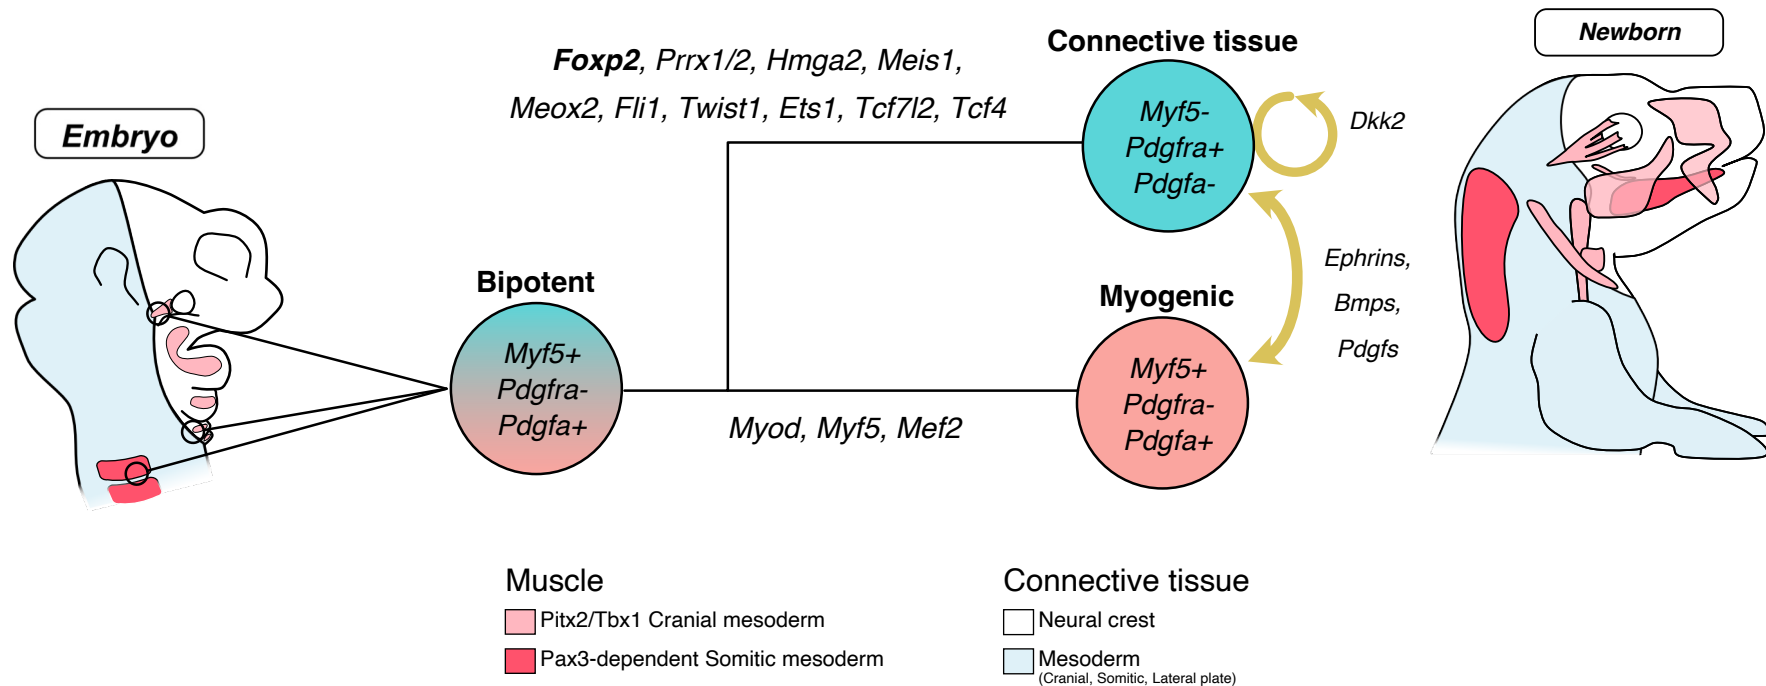 Embryo
Foxp2, Prrx1/2, Hmga2, Meis1,
Meox2, Fli1, Twist1, Ets1, Tcf7l2, Tcf4
Bipotent
Myf5+
Pdgfra-
Pdgfa+
Connective tissue
Myf5-
Pdgfra+
Pdgfa-
Dkk2
Ephrins,
Bmps,
Pdgfs
Myogenic
Myf5+
Pdgfra-
Pdgfa+
Myod, Myf5, Mef2
Newborn
Muscle
Pitx2/Tbx1 Cranial mesoderm
Pax3-dependent Somitic mesoderm
Connective tissue
Neural crest
Mesoderm
(Cranial, Somitic, Lateral plate)